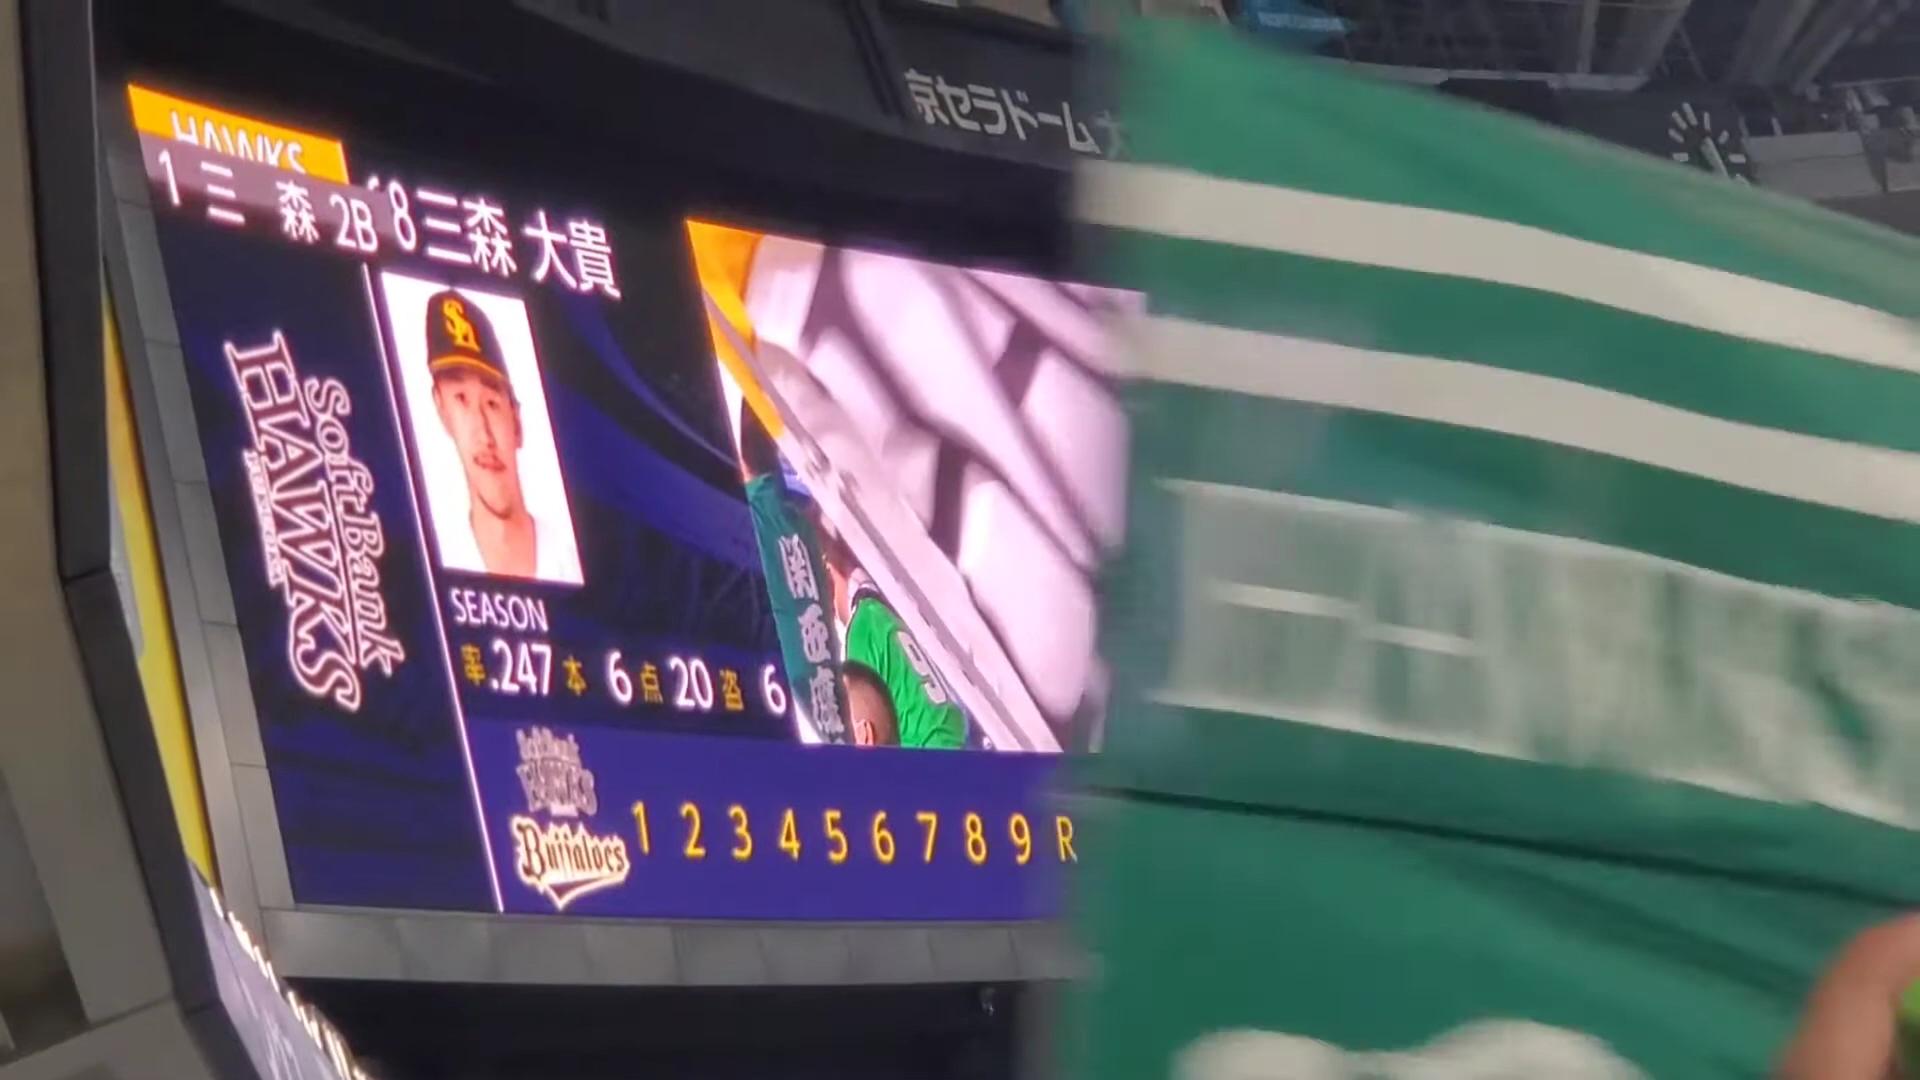 京セラドーム大
HAWKS
1 三 森 2B
68 三森 大貴
SoftBank
HAWKS
SEASON
率.247 本 6 点 20 盗 6
Buffaloes
1 2 3 4 5 6 7 8 9 R